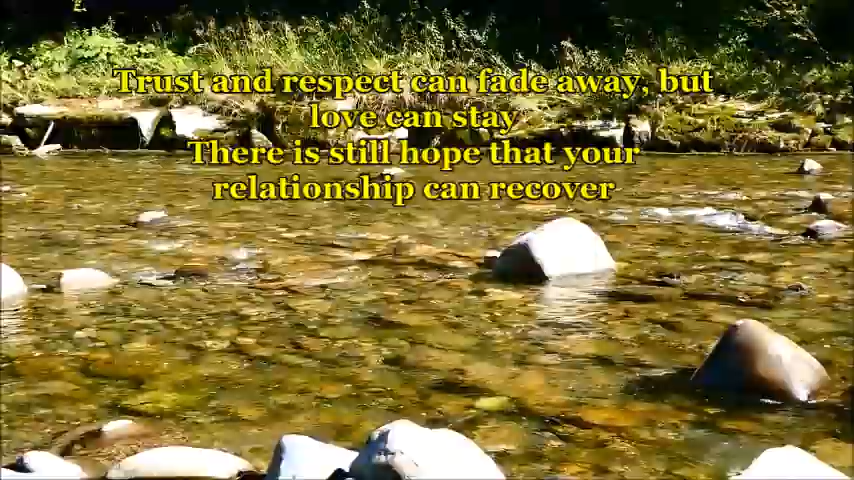 Trust and respect can fade away, but
love can stay
There is still hope that your
relationship can recover